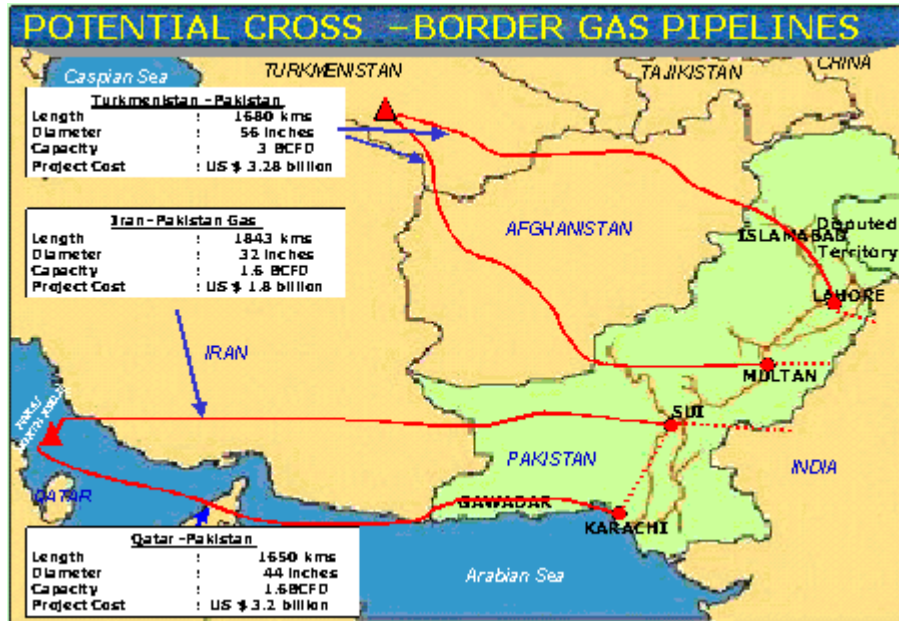 POTENTIAL CROSS –BORDER GAS PIPELINES
Caspian Sea
TURKMENISTAN
TAJIKISTAN
CHINA
Turkmenistan -Pakistan
Length : 1680 kms
Diameter : 56 inches
Capacity : 3 BCFD
Project Cost : US $ 3.28 billion
Iran-Pakistan Gas
Length : 1843 kms
Diameter : 32 inches
Capacity : 1.6 BCFD
Project Cost : US $ 1.8 billion
AFGHANISTAN
ISLAMABAD
Disputed
Territory
LAHORE
IRAN
MULTAN
SUI
PAKISTAN
INDIA
QATAR
GAWADAR
KARACHI
Arabian Sea
Qatar -Pakistan
Length : 1650 kms
Diameter : 44 inches
Capacity : 1.6BCFD
Project Cost : US $ 3.2 billion